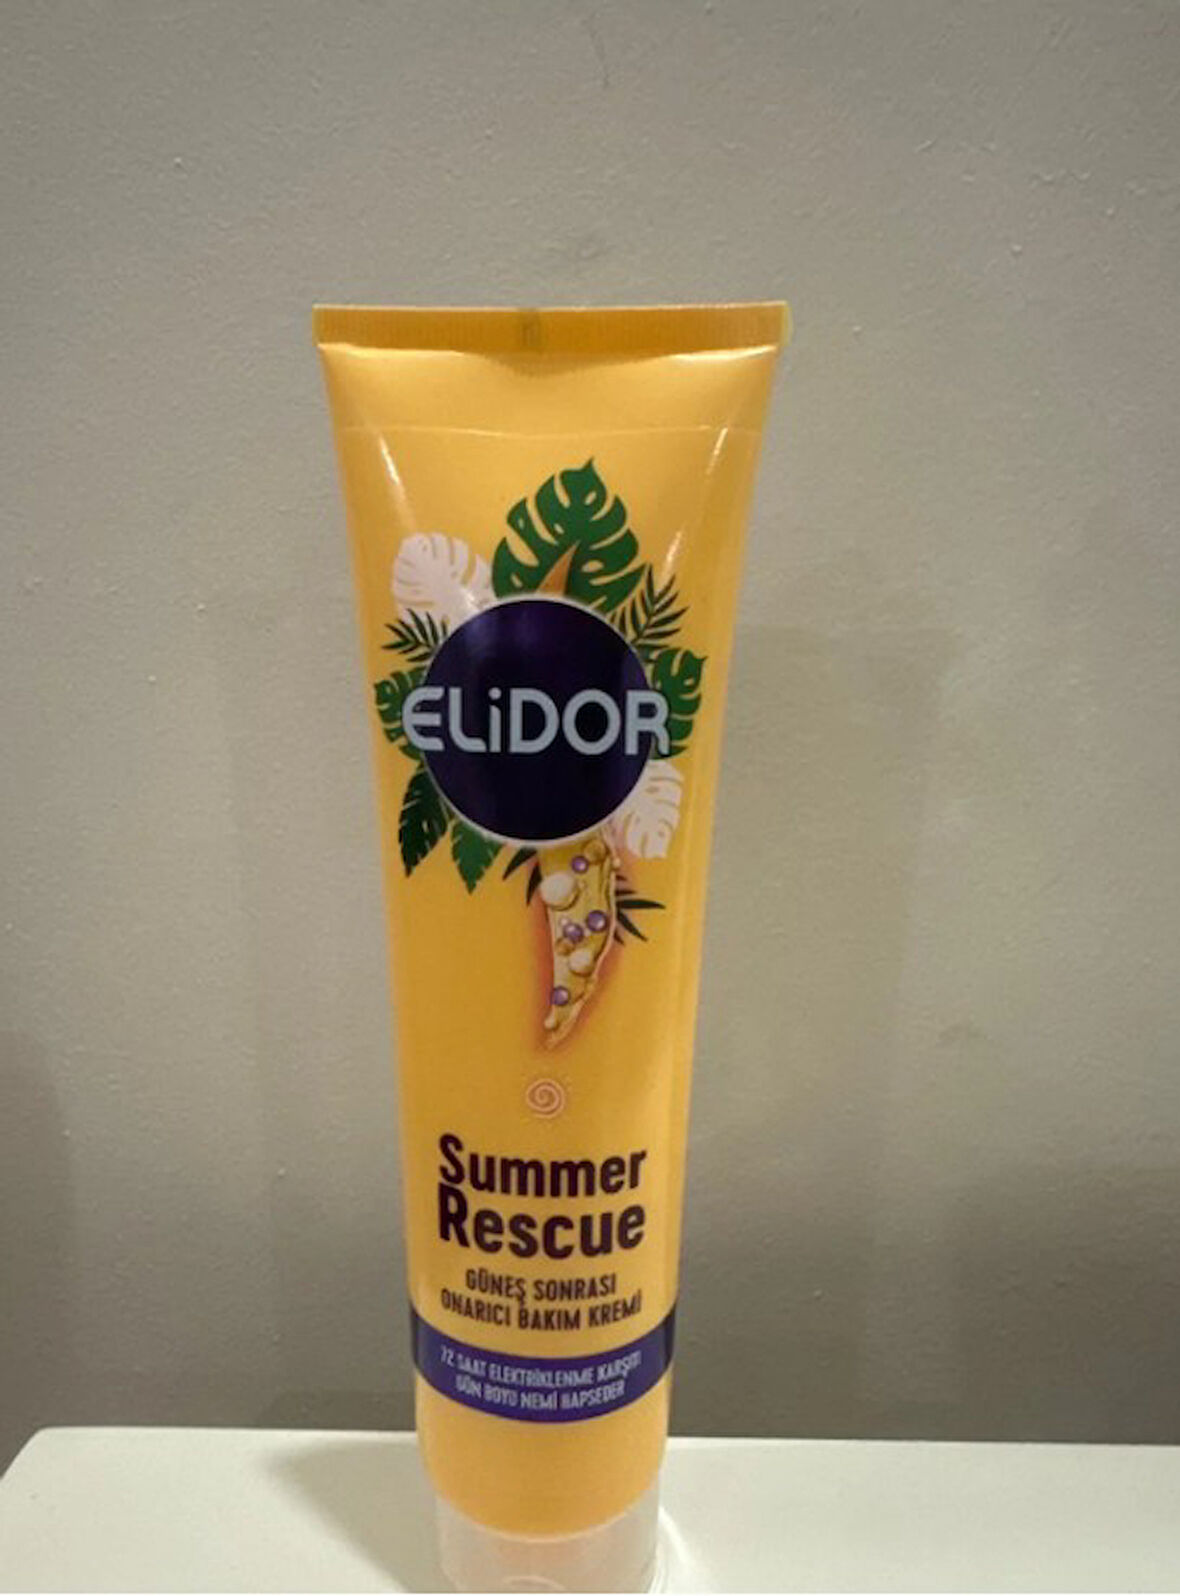 ELiDOR
Summer
Rescue
GÜNEŞ SONRASI
ONARICI BAKIM KREMİ
72 SAAT ELEKTRİKLENME KARŞITI
GÜN BOYU NEMİ HAPSEDER